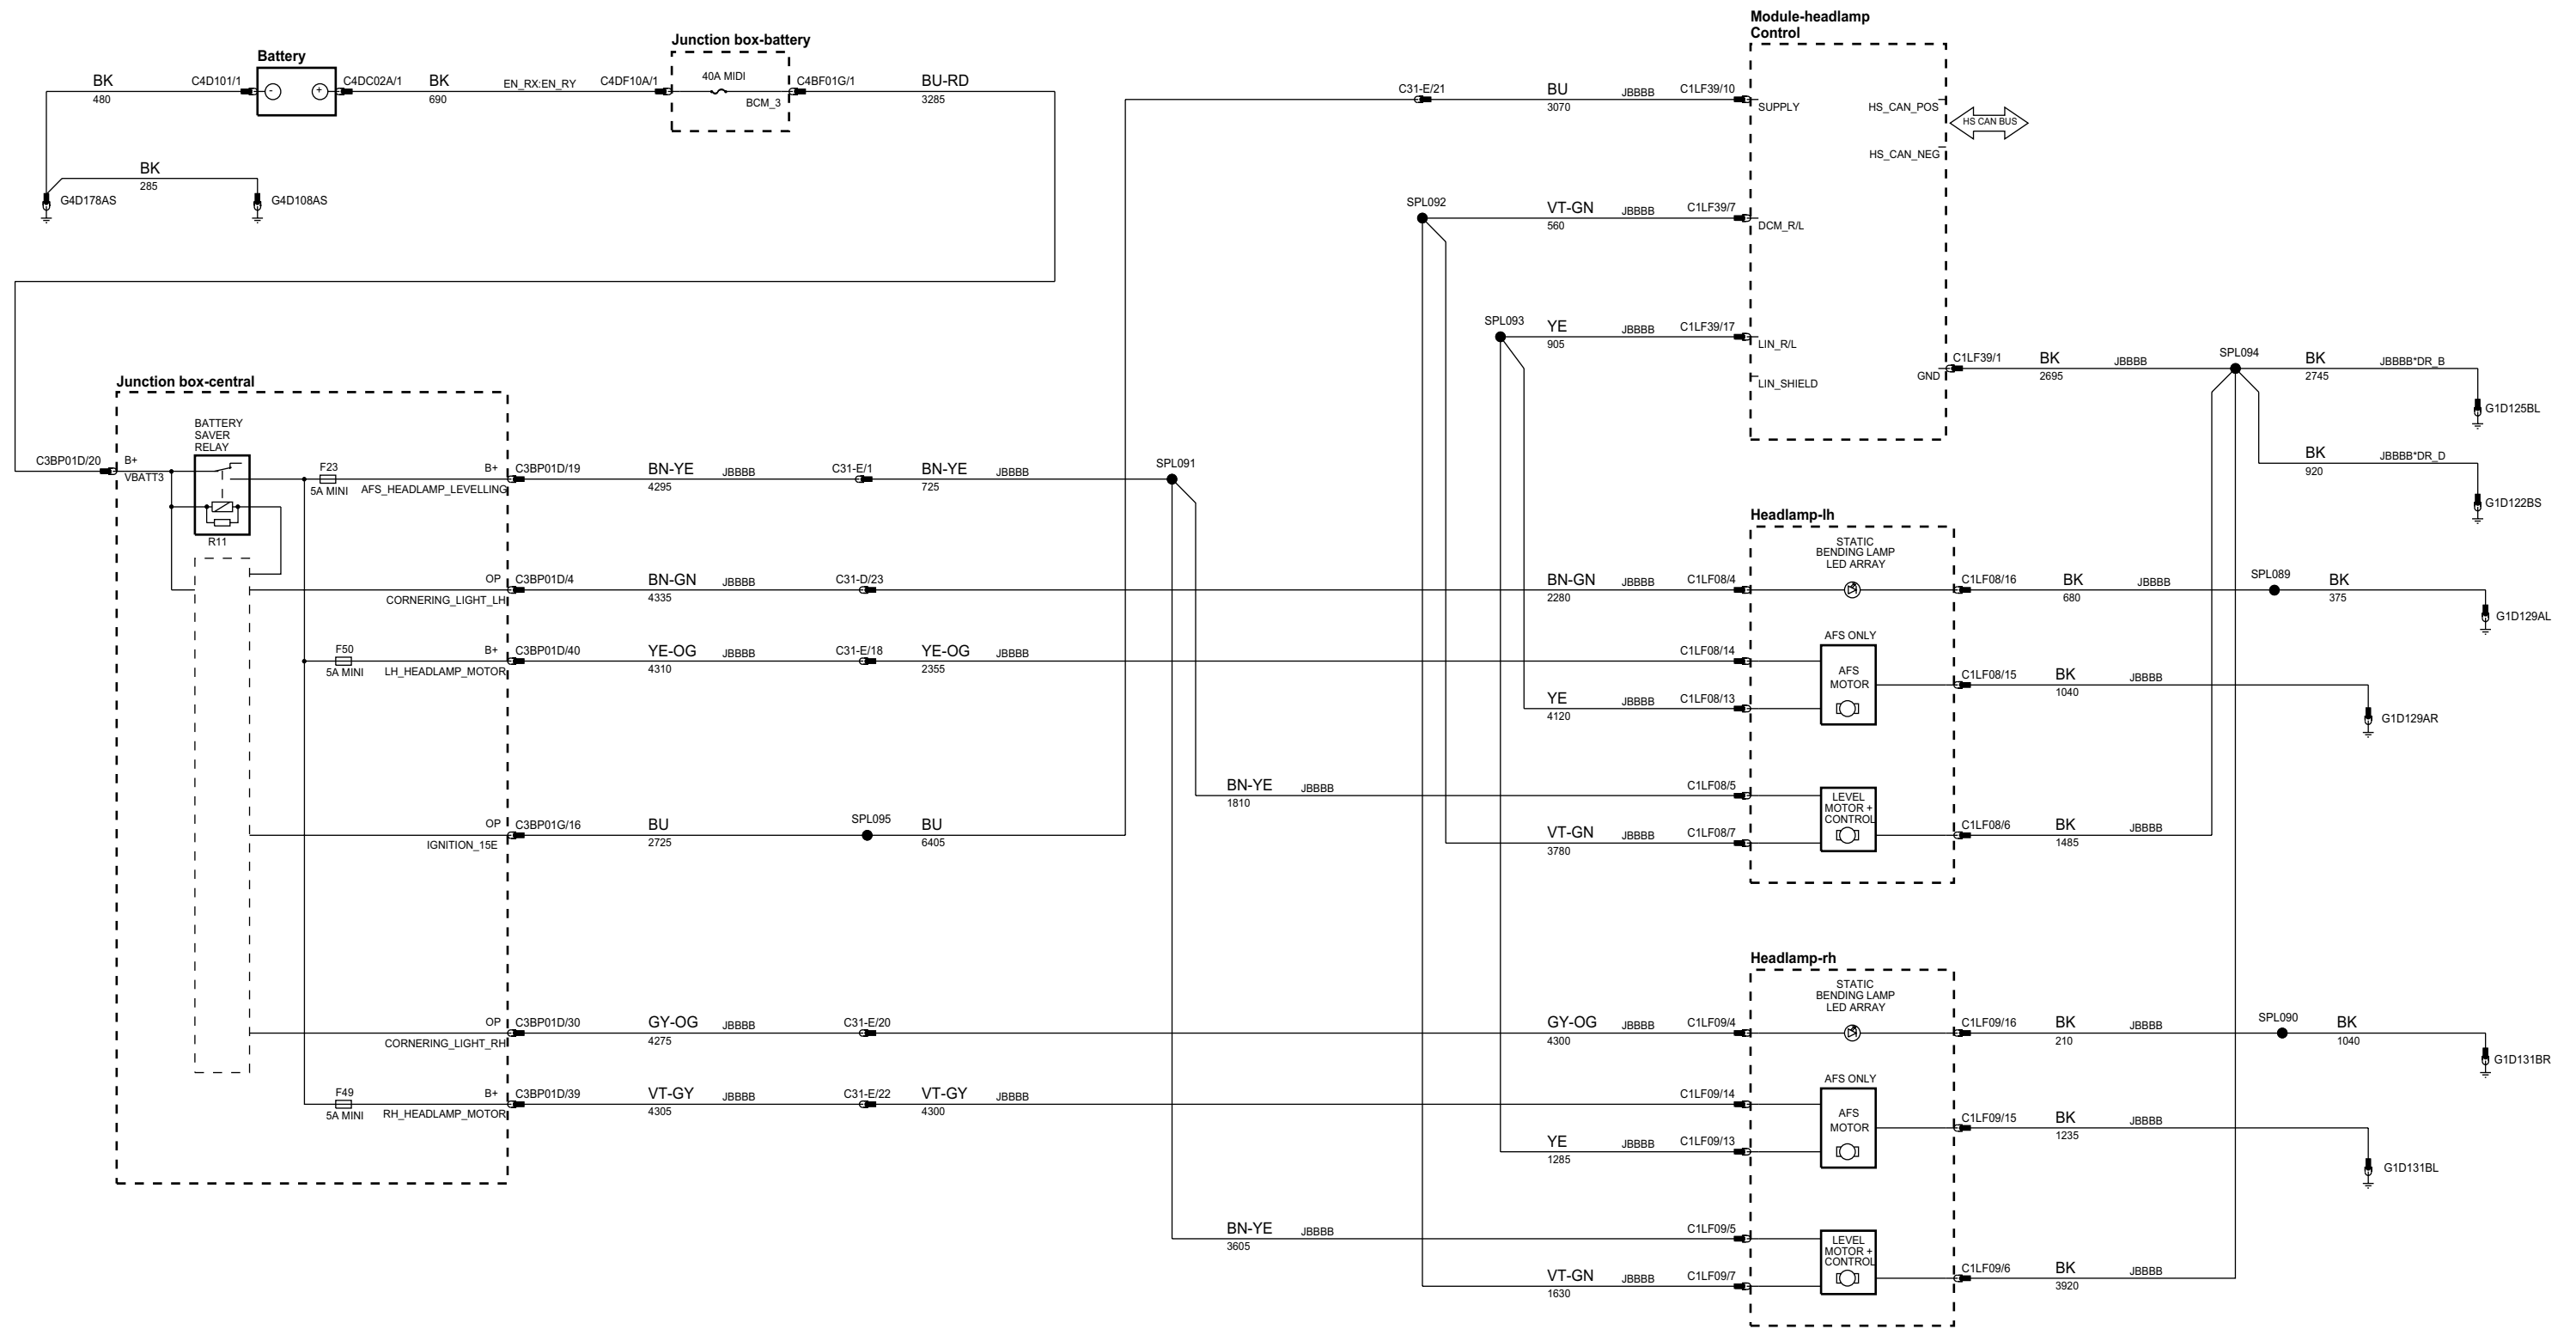 Module-headlamp
Control
Junction box-battery
Battery
BK
480
C4D101/1
-
+
C4DC02A/1
BK
690
EN_RX:EN_RY
C4DF10A/1
40A MIDI
BCM_3
C4BF01G/1
BU-RD
3285
C31-E/21
BU
3070
JBBBB
C1LF39/10
SUPPLY
HS_CAN_POS
HS CAN BUS
HS_CAN_NEG
BK
285
G4D178AS
G4D108AS
SPL092
VT-GN
560
JBBBB
C1LF39/7
DCM_R/L
SPL093
YE
905
JBBBB
C1LF39/17
LIN_R/L
LIN_SHIELD
GND
C1LF39/1
BK
2695
JBBBB
SPL094
BK
2745
JBBBB*DR_B
G1D125BL
BK
920
JBBBB*DR_D
G1D122BS
Junction box-central
BATTERY
SAVER
RELAY
C3BP01D/20
B+
VBATT3
R11
F23
5A MINI
B+
AFS_HEADLAMP_LEVELLING
C3BP01D/19
BN-YE
4295
JBBBB
C31-E/1
BN-YE
725
JBBBB
SPL091
OP
CORNERING_LIGHT_LH
C3BP01D/4
BN-GN
4335
JBBBB
C31-D/23
BN-GN
2280
JBBBB
C1LF08/4
Headlamp-lh
STATIC
BENDING LAMP
LED ARRAY
C1LF08/16
BK
680
JBBBB
SPL089
BK
375
G1D129AL
F50
5A MINI
B+
LH_HEADLAMP_MOTOR
C3BP01D/40
YE-OG
4310
JBBBB
C31-E/18
YE-OG
2355
JBBBB
C1LF08/14
AFS ONLY
AFS
MOTOR
C1LF08/15
BK
1040
JBBBB
G1D129AR
YE
4120
JBBBB
C1LF08/13
BN-YE
1810
JBBBB
C1LF08/5
LEVEL
MOTOR +
CONTROL
VT-GN
3780
JBBBB
C1LF08/7
C1LF08/6
BK
1485
JBBBB
OP
IGNITION_15E
C3BP01G/16
BU
2725
SPL095
BU
6405
Headlamp-rh
STATIC
BENDING LAMP
LED ARRAY
OP
CORNERING_LIGHT_RH
C3BP01D/30
GY-OG
4275
JBBBB
C31-E/20
GY-OG
4300
JBBBB
C1LF09/4
C1LF09/16
BK
210
JBBBB
SPL090
BK
1040
G1D131BR
F49
5A MINI
B+
RH_HEADLAMP_MOTOR
C3BP01D/39
VT-GY
4305
JBBBB
C31-E/22
VT-GY
4300
JBBBB
C1LF09/14
AFS ONLY
AFS
MOTOR
C1LF09/15
BK
1235
JBBBB
G1D131BL
YE
1285
JBBBB
C1LF09/13
BN-YE
3605
JBBBB
C1LF09/5
LEVEL
MOTOR +
CONTROL
VT-GN
1630
JBBBB
C1LF09/7
C1LF09/6
BK
3920
JBBBB